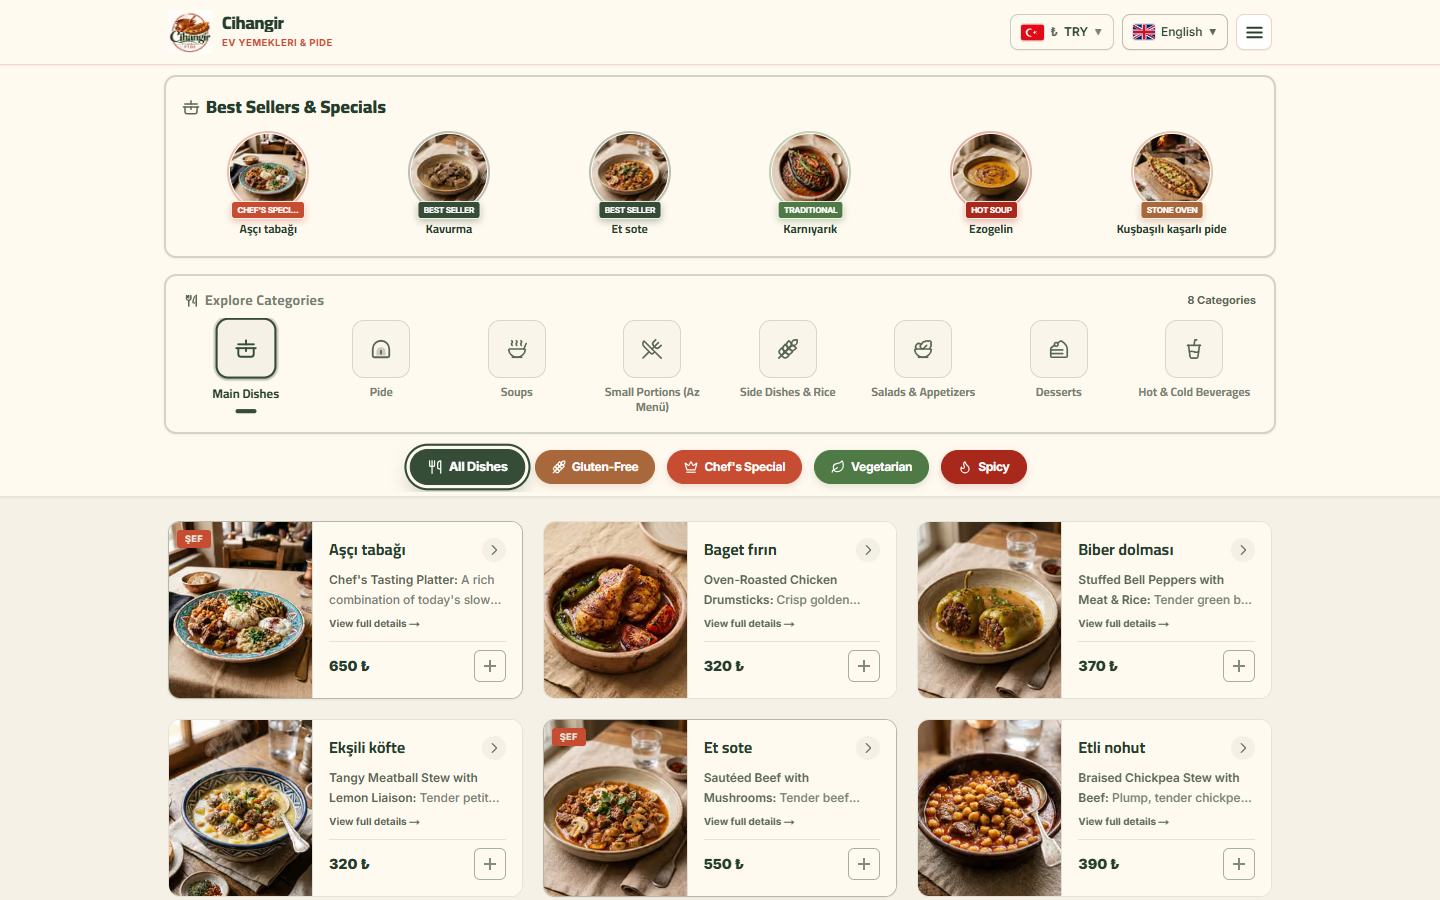 Cihangir
Cihangir
EV YEMEKLERI & PIDE
₺ TRY ▼
English ▼
Best Sellers & Specials
CHEF'S SPECI...
BEST SELLER
BEST SELLER
TRADITIONAL
HOT SOUP
STONE OVEN
Aşçı tabağı
Kavurma
Et sote
Karnıyarık
Ezogelin
Kuşbaşılı kaşarlı pide
Explore Categories
8 Categories
Main Dishes
Pide
Soups
Small Portions (Az
Menü)
Side Dishes & Rice
Salads & Appetizers
Desserts
Hot & Cold Beverages
All Dishes
Gluten-Free
Chef's Special
Vegetarian
Spicy
ŞEF
Aşçı tabağı
Chef's Tasting Platter: A rich
combination of today's slow...
View full details →
650 ₺
Baget fırın
Oven-Roasted Chicken
Drumsticks: Crisp golden...
View full details →
320 ₺
Biber dolması
Stuffed Bell Peppers with
Meat & Rice: Tender green b...
View full details →
370 ₺
Ekşili köfte
Tangy Meatball Stew with
Lemon Liaison: Tender petit...
View full details →
320 ₺
ŞEF
Et sote
Sautéed Beef with
Mushrooms: Tender beef...
View full details →
550 ₺
Etli nohut
Braised Chickpea Stew with
Beef: Plump, tender chickpe...
View full details →
390 ₺